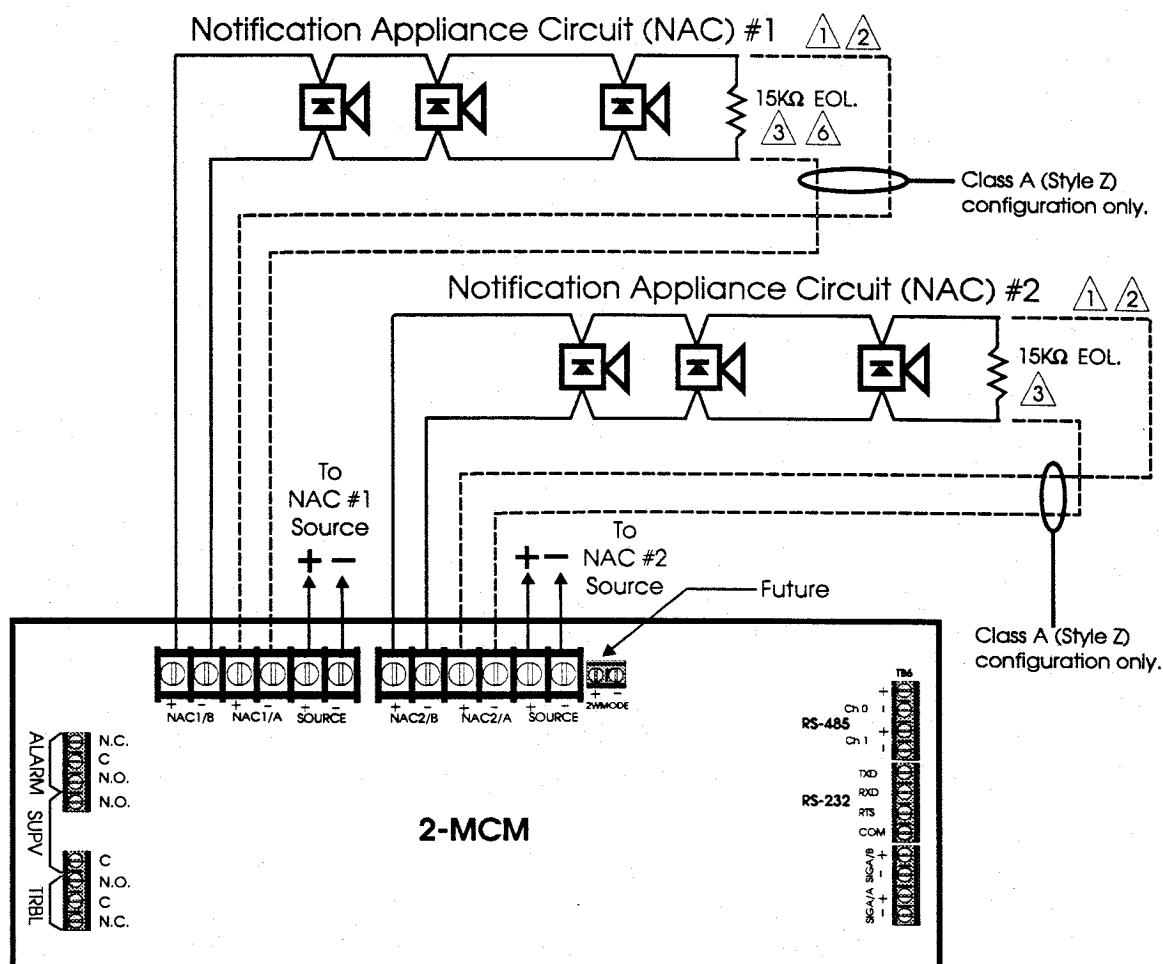 Notification Appliance Circuit (NAC) #1
1 2
15KΩ EOL.
3 6
Class A (Style Z)
configuration only.
Notification Appliance Circuit (NAC) #2
1 2
15KΩ EOL.
3
To
NAC #1
Source
+ −
To
NAC #2
Source
+ −
Future
Class A (Style Z)
configuration only.
+ - + - + -
NAC1/B NAC1/A SOURCE
+ - + - + -
NAC2/B NAC2/A SOURCE
+ -
2WMODE
TB6
RS-485
Ch 0 + -
Ch 1 + -
RS-232
TXD
RXD
RTS
COM
SIGA/B + -
SIGA/A + -
2-MCM
ALARM
N.C.
C
N.O.
SUPV
N.O.
C
TRBL
N.O.
C
N.C.